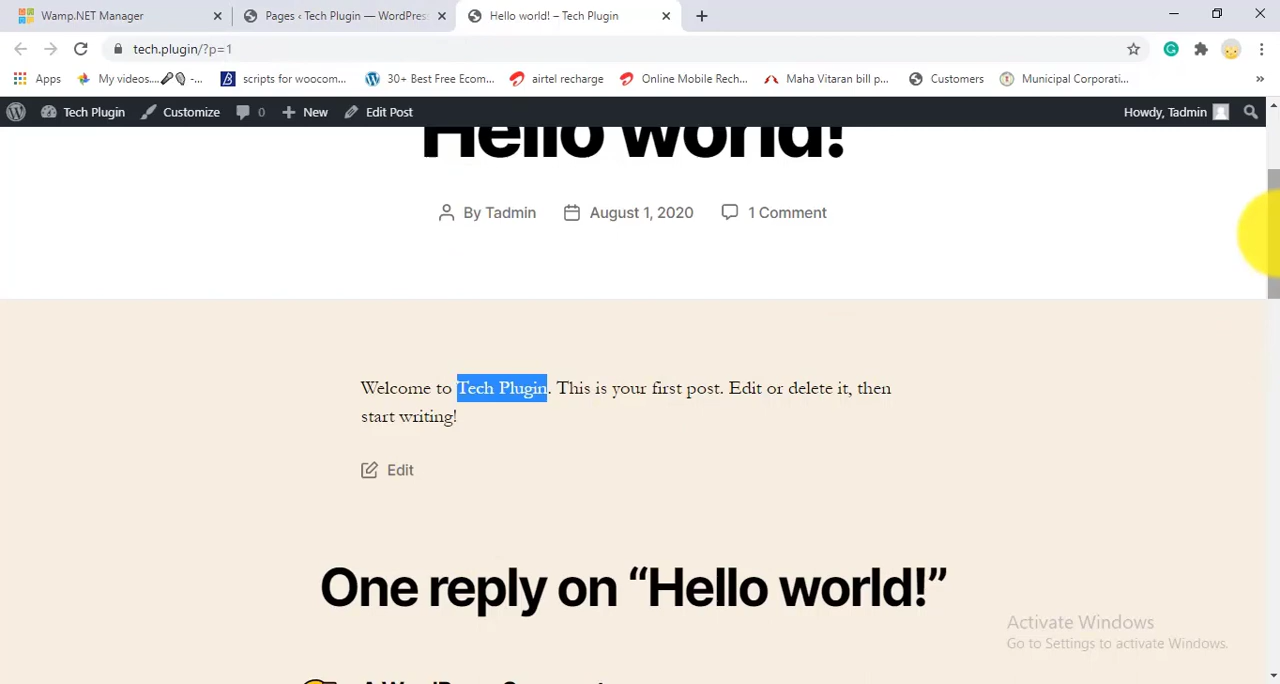 Wamp.NET Manager
Pages ‹ Tech Plugin — WordPress
Hello world! – Tech Plugin
tech.plugin/?p=1
Apps
My videos....
scripts for woocom...
30+ Best Free Ecom...
airtel recharge
Online Mobile Rech...
Maha Vitaran bill p...
Customers
Municipal Corporati...
»
Tech Plugin
Customize
0
New
Edit Post
Howdy, Tadmin
Hello world!
By Tadmin
August 1, 2020
1 Comment
Welcome to Tech Plugin. This is your first post. Edit or delete it, then
start writing!
Edit
One reply on “Hello world!”
Activate Windows
Go to Settings to activate Windows.